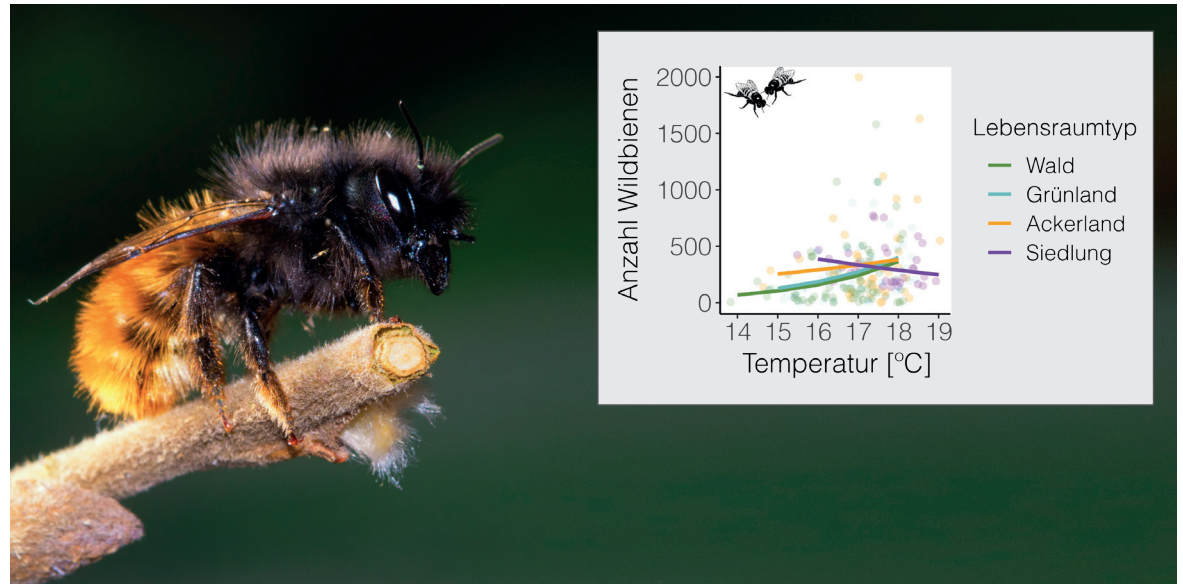 Anzahl Wildbienen
2000
1500
1000
500
0
14 15 16 17 18 19
Temperatur [°C]
Lebensraumtyp
Wald
Grünland
Ackerland
Siedlung